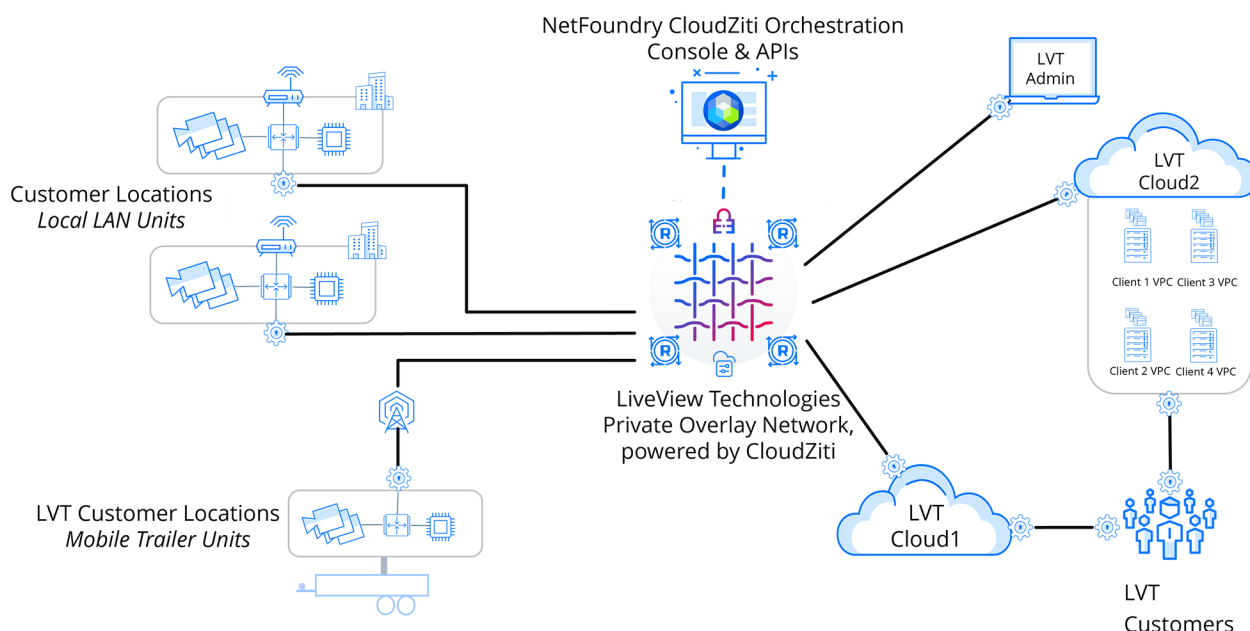 NetFoundry CloudZiti Orchestration
Console & APIs
LVT
Admin
LVT
Cloud2
Client 1 VPC
Client 3 VPC
Client 2 VPC
Client 4 VPC
Customer Locations
Local LAN Units
R
R
R
R
LiveView Technologies
Private Overlay Network,
powered by CloudZiti
LVT Customer Locations
Mobile Trailer Units
LVT
Cloud1
LVT
Customers